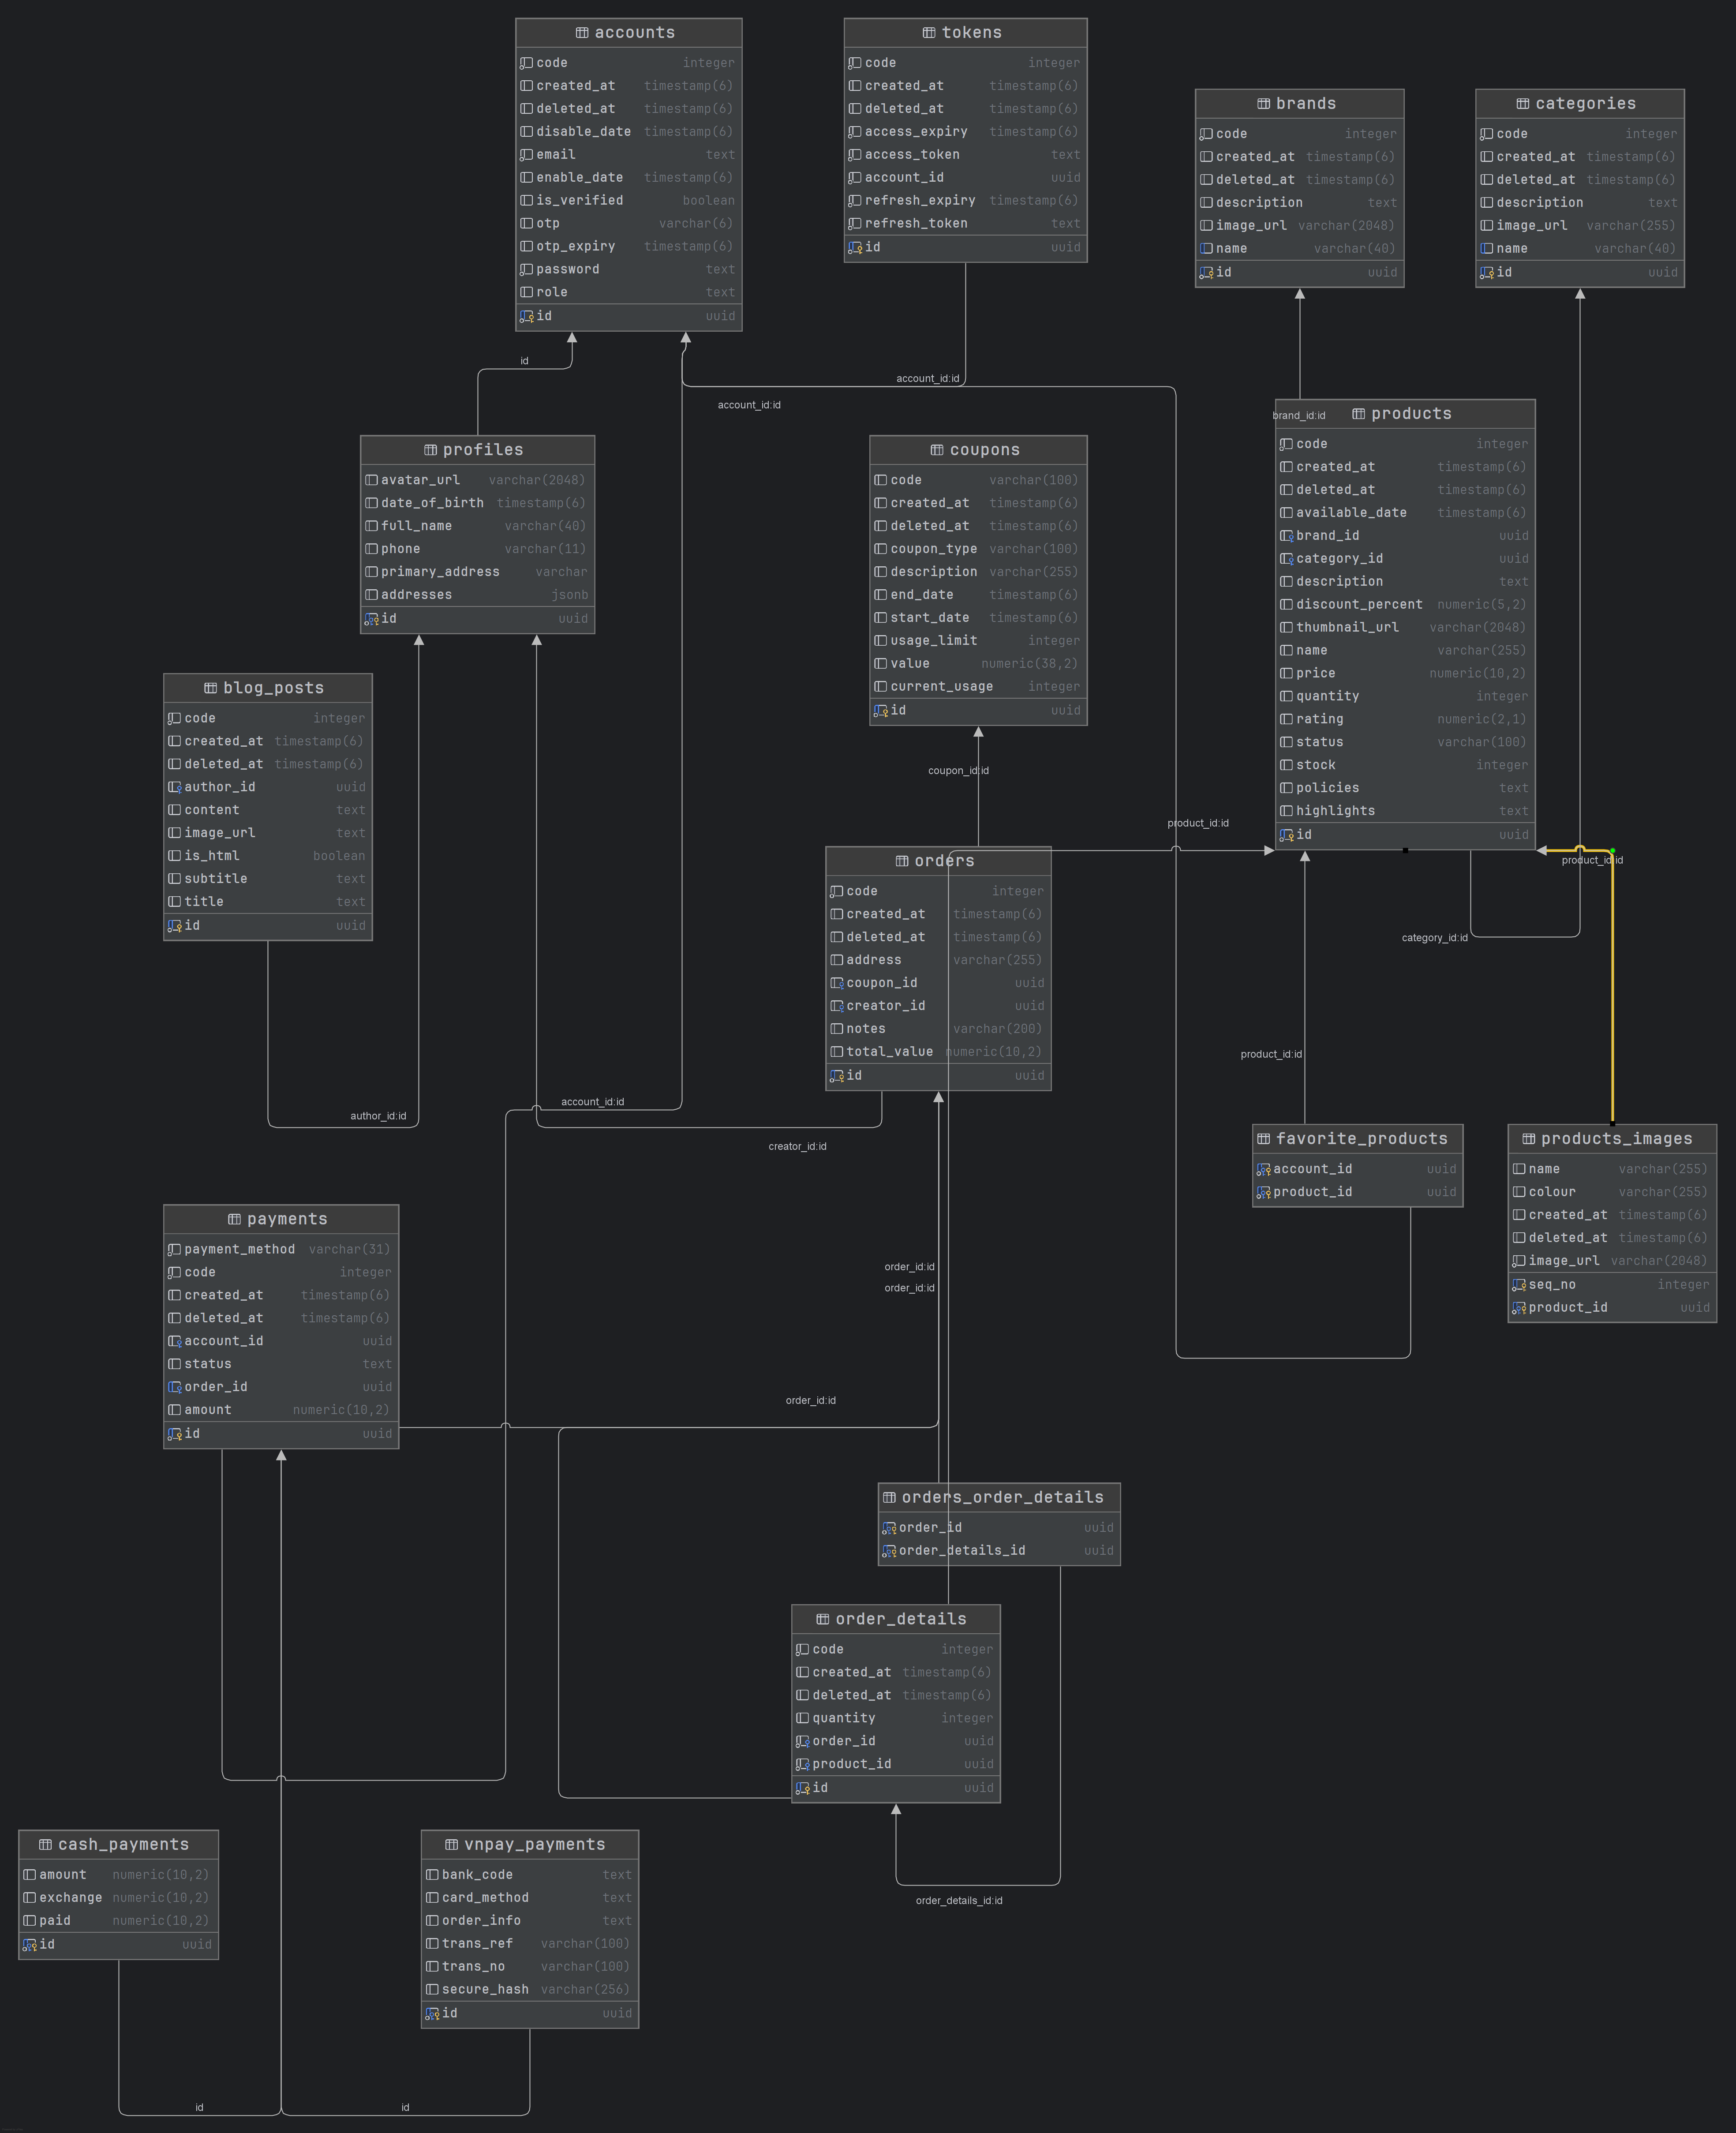 accounts
code integer
created_at timestamp(6)
deleted_at timestamp(6)
disable_date timestamp(6)
email text
enable_date timestamp(6)
is_verified boolean
otp varchar(6)
otp_expiry timestamp(6)
password text
role text
id uuid
tokens
code integer
created_at timestamp(6)
deleted_at timestamp(6)
access_expiry timestamp(6)
access_token text
account_id uuid
refresh_expiry timestamp(6)
refresh_token text
id uuid
brands
code integer
created_at timestamp(6)
deleted_at timestamp(6)
description text
image_url varchar(2048)
name varchar(40)
id uuid
categories
code integer
created_at timestamp(6)
deleted_at timestamp(6)
description text
image_url varchar(255)
name varchar(40)
id uuid
id
account_id:id
account_id:id
brand_id:id
profiles
avatar_url varchar(2048)
date_of_birth timestamp(6)
full_name varchar(40)
phone varchar(11)
primary_address varchar
addresses jsonb
id uuid
coupons
code varchar(100)
created_at timestamp(6)
deleted_at timestamp(6)
coupon_type varchar(100)
description varchar(255)
end_date timestamp(6)
start_date timestamp(6)
usage_limit integer
value numeric(38,2)
current_usage integer
id uuid
products
code integer
created_at timestamp(6)
deleted_at timestamp(6)
available_date timestamp(6)
brand_id uuid
category_id uuid
description text
discount_percent numeric(5,2)
thumbnail_url varchar(2048)
name varchar(255)
price numeric(10,2)
quantity integer
rating numeric(2,1)
status varchar(100)
stock integer
policies text
highlights text
id uuid
blog_posts
code integer
created_at timestamp(6)
deleted_at timestamp(6)
author_id uuid
content text
image_url text
is_html boolean
subtitle text
title text
id uuid
coupon_id:id
product_id:id
product_id:id
category_id:id
orders
code integer
created_at timestamp(6)
deleted_at timestamp(6)
address varchar(255)
coupon_id uuid
creator_id uuid
notes varchar(200)
total_value numeric(10,2)
id uuid
product_id:id
author_id:id
account_id:id
creator_id:id
favorite_products
account_id uuid
product_id uuid
products_images
name varchar(255)
colour varchar(255)
created_at timestamp(6)
deleted_at timestamp(6)
image_url varchar(2048)
seq_no integer
product_id uuid
payments
payment_method varchar(31)
code integer
created_at timestamp(6)
deleted_at timestamp(6)
account_id uuid
status text
order_id uuid
amount numeric(10,2)
id uuid
order_id:id
order_id:id
order_id:id
orders_order_details
order_id uuid
order_details_id uuid
order_details
code integer
created_at timestamp(6)
deleted_at timestamp(6)
quantity integer
order_id uuid
product_id uuid
id uuid
order_details_id:id
cash_payments
amount numeric(10,2)
exchange numeric(10,2)
paid numeric(10,2)
id uuid
vnpay_payments
bank_code text
card_method text
order_info text
trans_ref varchar(100)
trans_no varchar(100)
secure_hash varchar(256)
id uuid
id
id